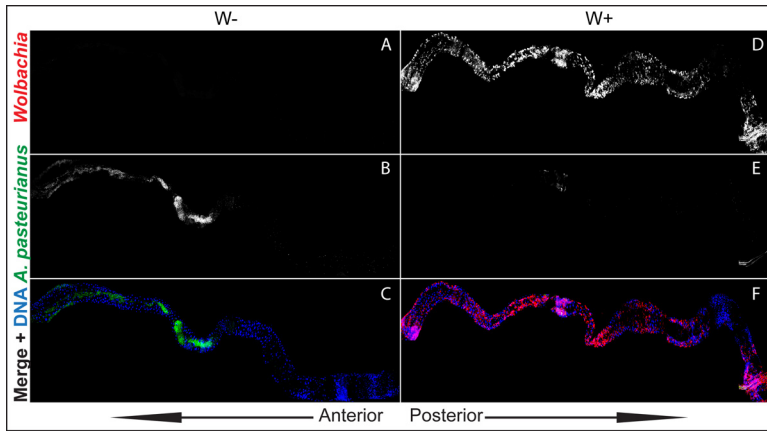 W-
W+
Wolbachia
A
D
A. pasteurianus
B
E
Merge + DNA
C
F
Anterior
Posterior